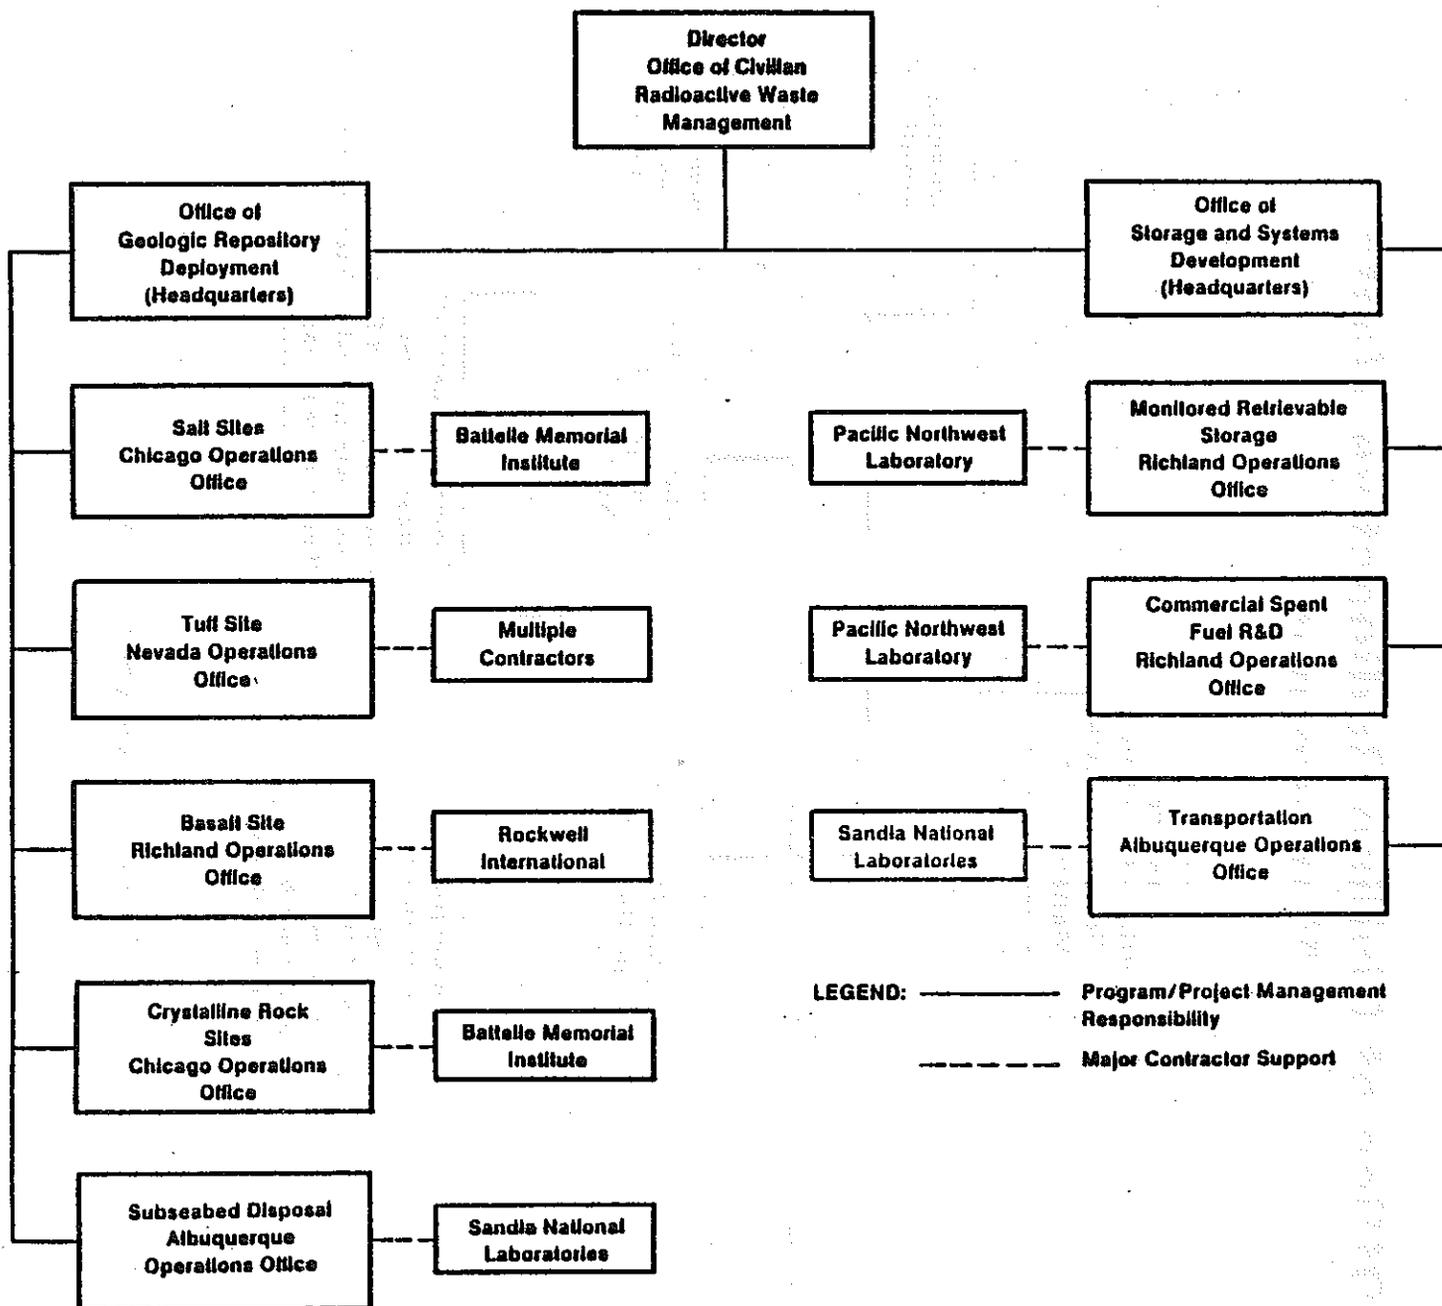 Director
Office of Civilian
Radioactive Waste
Management
Office of
Geologic Repository
Deployment
(Headquarters)
Office of
Storage and Systems
Development
(Headquarters)
Salt Sites
Chicago Operations
Office
Battelle Memorial
Institute
Pacific Northwest
Laboratory
Monitored Retrievable
Storage
Richland Operations
Office
Tuff Site
Nevada Operations
Office
Multiple
Contractors
Pacific Northwest
Laboratory
Commercial Spent
Fuel R&D
Richland Operations
Office
Basalt Site
Richland Operations
Office
Rockwell
International
Sandia National
Laboratories
Transportation
Albuquerque Operations
Office
Crystalline Rock
Sites
Chicago Operations
Office
Battelle Memorial
Institute
LEGEND:
Program/Project Management
Responsibility
Major Contractor Support
Subseabed Disposal
Albuquerque
Operations Office
Sandia National
Laboratories